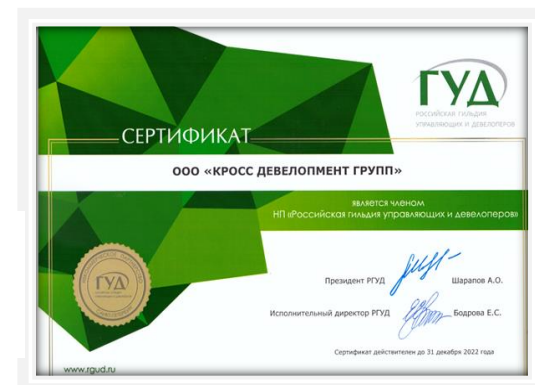 ГУД
РОССИЙСКАЯ ГИЛЬДИЯ
УПРАВЛЯЮЩИХ И ДЕВЕЛОПЕРОВ
СЕРТИФИКАТ
ООО «КРОСС ДЕВЕЛОПМЕНТ ГРУПП»
является членом
НП «Российская гильдия управляющих и девелоперов»
ГУД
Президент РГУД Шарапов А.О.
Исполнительный директор РГУД Бодрова Е.С.
Сертификат действителен до 31 декабря 2022 года
www.rgud.ru